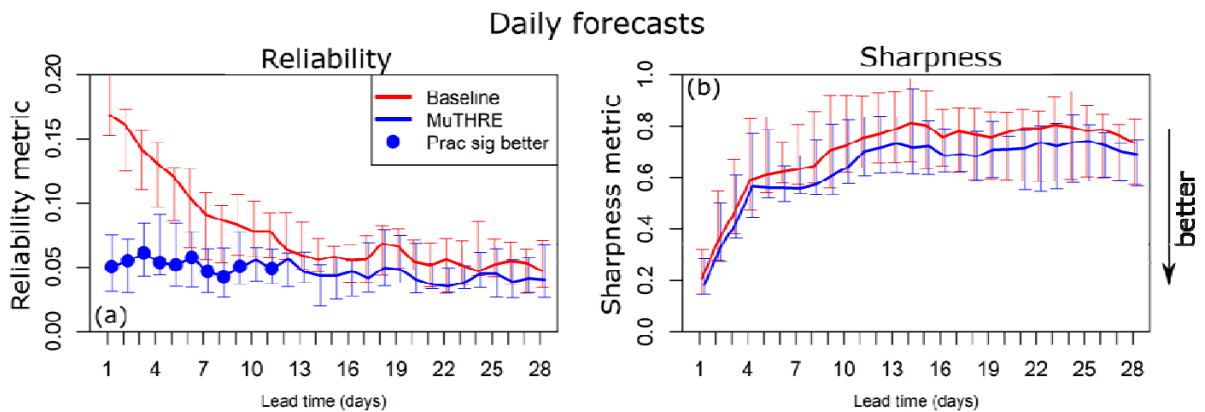 Daily forecasts
Reliability
Reliability metric
0.20
0.15
0.10
0.05
0.00
Baseline
MuTHRE
Prac sig better
(a)
1 4 7 10 13 16 19 22 25 28
Lead time (days)
Sharpness
Sharpness metric
1.0
0.8
0.6
0.4
0.2
0.0
(b)
1 4 7 10 13 16 19 22 25 28
Lead time (days)
better